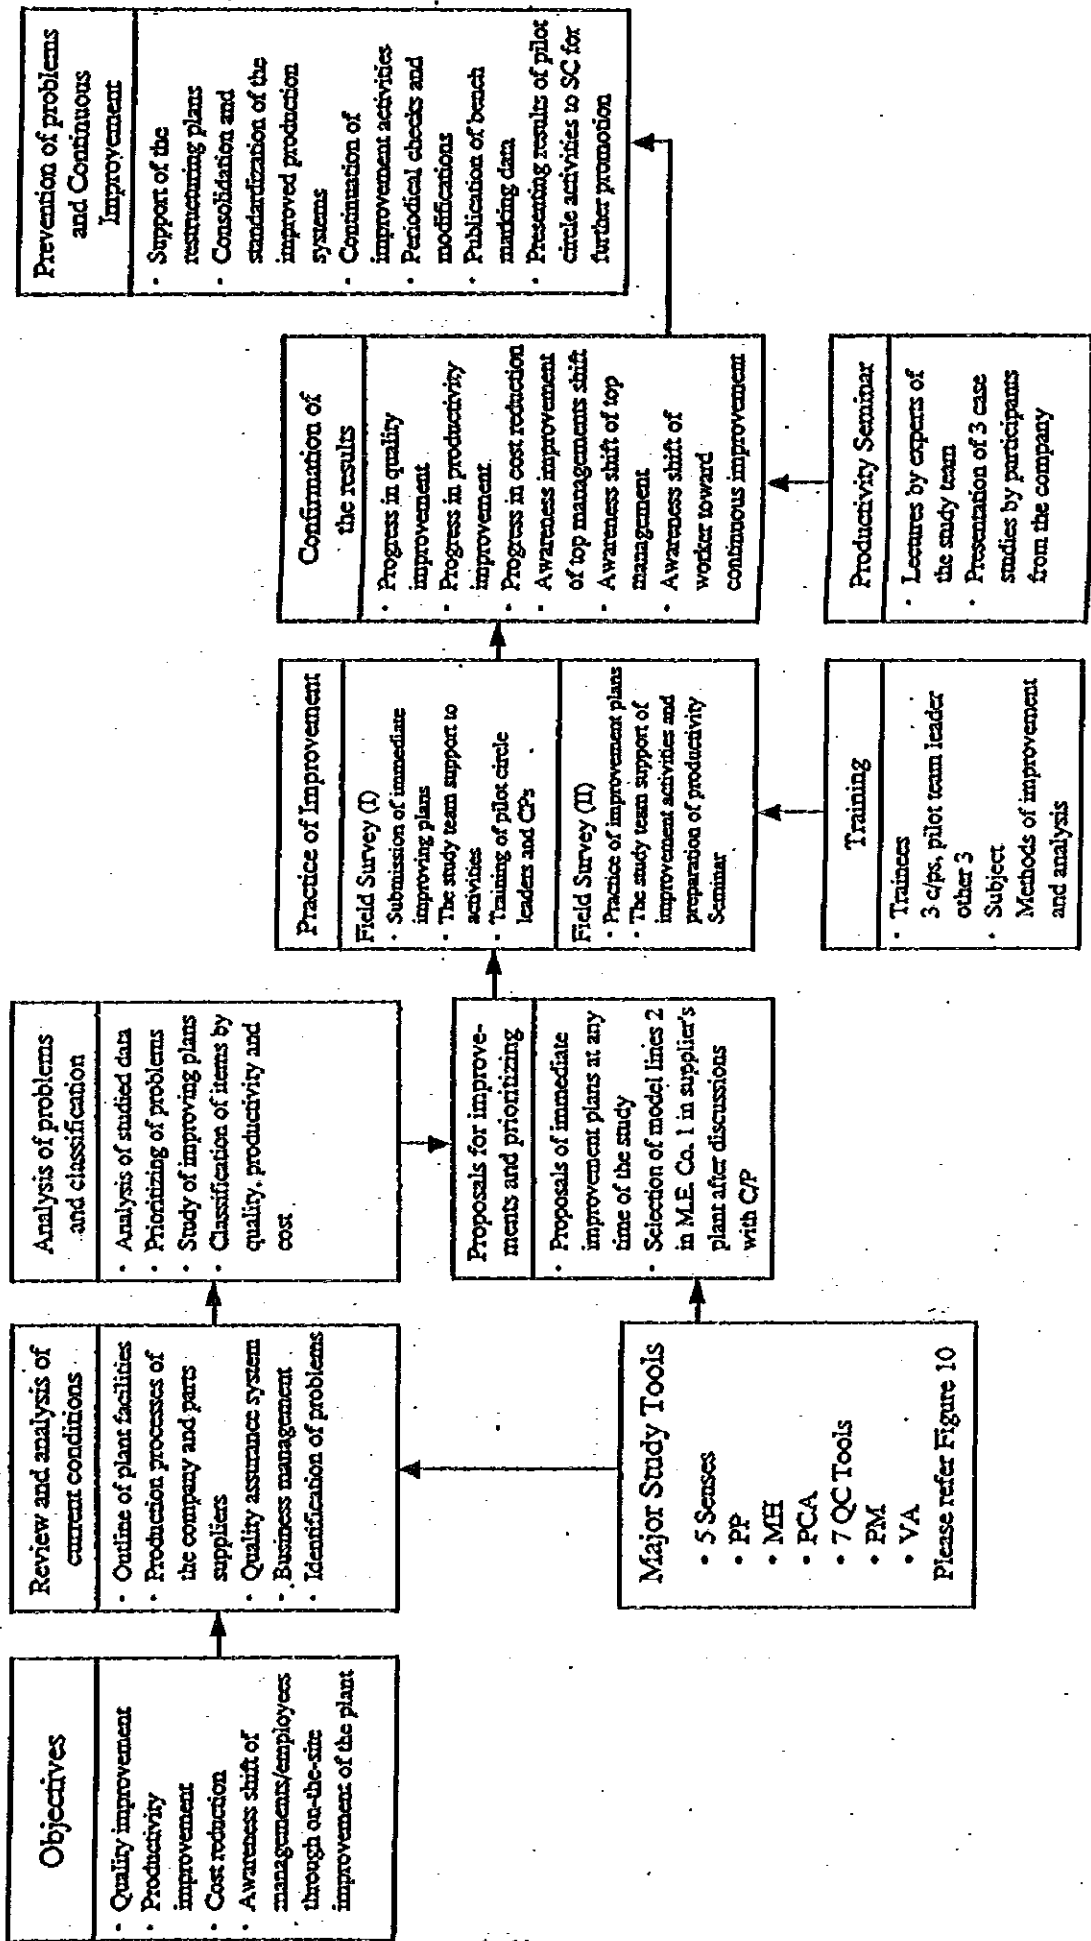 Objectives
· Quality improvement
· Productivity
improvement
· Cost reduction
· Awareness shift of
managements/employees
through on-the-site
improvement of the plant
Review and analysis of
current conditions
· Outline of plant facilities
· Production processes of
the company and parts
suppliers
· Quality assurance system
· Business management
· Identification of problems
Major Study Tools
· 5 Senses
· PP
· MH
· PCA
· 7 QC Tools
· PM
· VA
Please refer Figure 10
Analysis of problems
and classification
· Analysis of studied data
· Prioritizing of problems
· Study of improving plans
· Classification of items by
quality, productivity and
cost
Proposals for improve-
ments and prioritizing
· Proposals of immediate
improvement plans at any
time of the study
· Selection of model lines 2
in M.E. Co. 1 in supplier's
plant after discussions
with C/P
Practice of Improvement
Field Survey (I)
· Submission of immediate
improving plans
· The study team support to
activities
· Training of pilot circle
leaders and CPs
Field Survey (II)
· Practice of improvement plans
· The study team support of
improvement activities and
preparation of productivity
Seminar
Training
· Trainees
3 c/ps, pilot team leader
other 3
· Subject
Methods of improvement
and analysis
Confirmation of
the results
· Progress in quality
improvement
· Progress in productivity
improvement
· Progress in cost reduction
· Awareness improvement
of top managements shift
· Awareness shift of top
management
· Awareness shift of
worker toward
continuous improvement
Productivity Seminar
· Lectures by experts of
the study team
· Presentation of 3 case
studies by participants
from the company
Prevention of problems
and Continuous
Improvement
· Support of the
restructuring plans
· Consolidation and
standardization of the
improved production
systems
· Continuation of
improvement activities
· Periodical checks and
modifications
· Publication of bench
marking data
· Presenting results of pilot
circle activities to SC for
further promotion